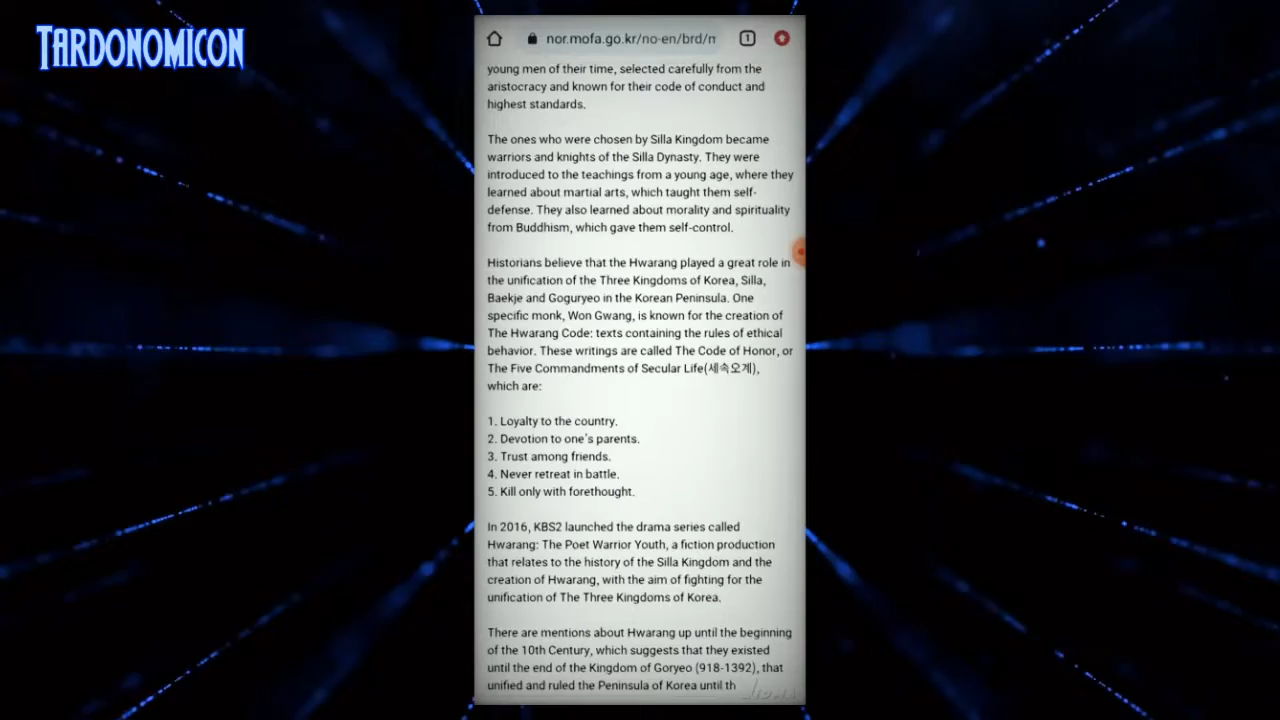 TARDONOMICON
nor.mofa.go.kr/no-en/brd/m
1
young men of their time, selected carefully from the
aristocracy and known for their code of conduct and
highest standards.
The ones who were chosen by Silla Kingdom became
warriors and knights of the Silla Dynasty. They were
introduced to the teachings from a young age, where they
learned about martial arts, which taught them self-
defense. They also learned about morality and spirituality
from Buddhism, which gave them self-control.
Historians believe that the Hwarang played a great role in
the unification of the Three Kingdoms of Korea, Silla,
Baekje and Goguryeo in the Korean Peninsula. One
specific monk, Won Gwang, is known for the creation of
The Hwarang Code: texts containing the rules of ethical
behavior. These writings are called The Code of Honor, or
The Five Commandments of Secular Life(세속오계),
which are:
1. Loyalty to the country.
2. Devotion to one's parents.
3. Trust among friends.
4. Never retreat in battle.
5. Kill only with forethought.
In 2016, KBS2 launched the drama series called
Hwarang: The Poet Warrior Youth, a fiction production
that relates to the history of the Silla Kingdom and the
creation of Hwarang, with the aim of fighting for the
unification of The Three Kingdoms of Korea.
There are mentions about Hwarang up until the beginning
of the 10th Century, which suggests that they existed
until the end of the Kingdom of Goryeo (918-1392), that
unified and ruled the Peninsula of Korea until th